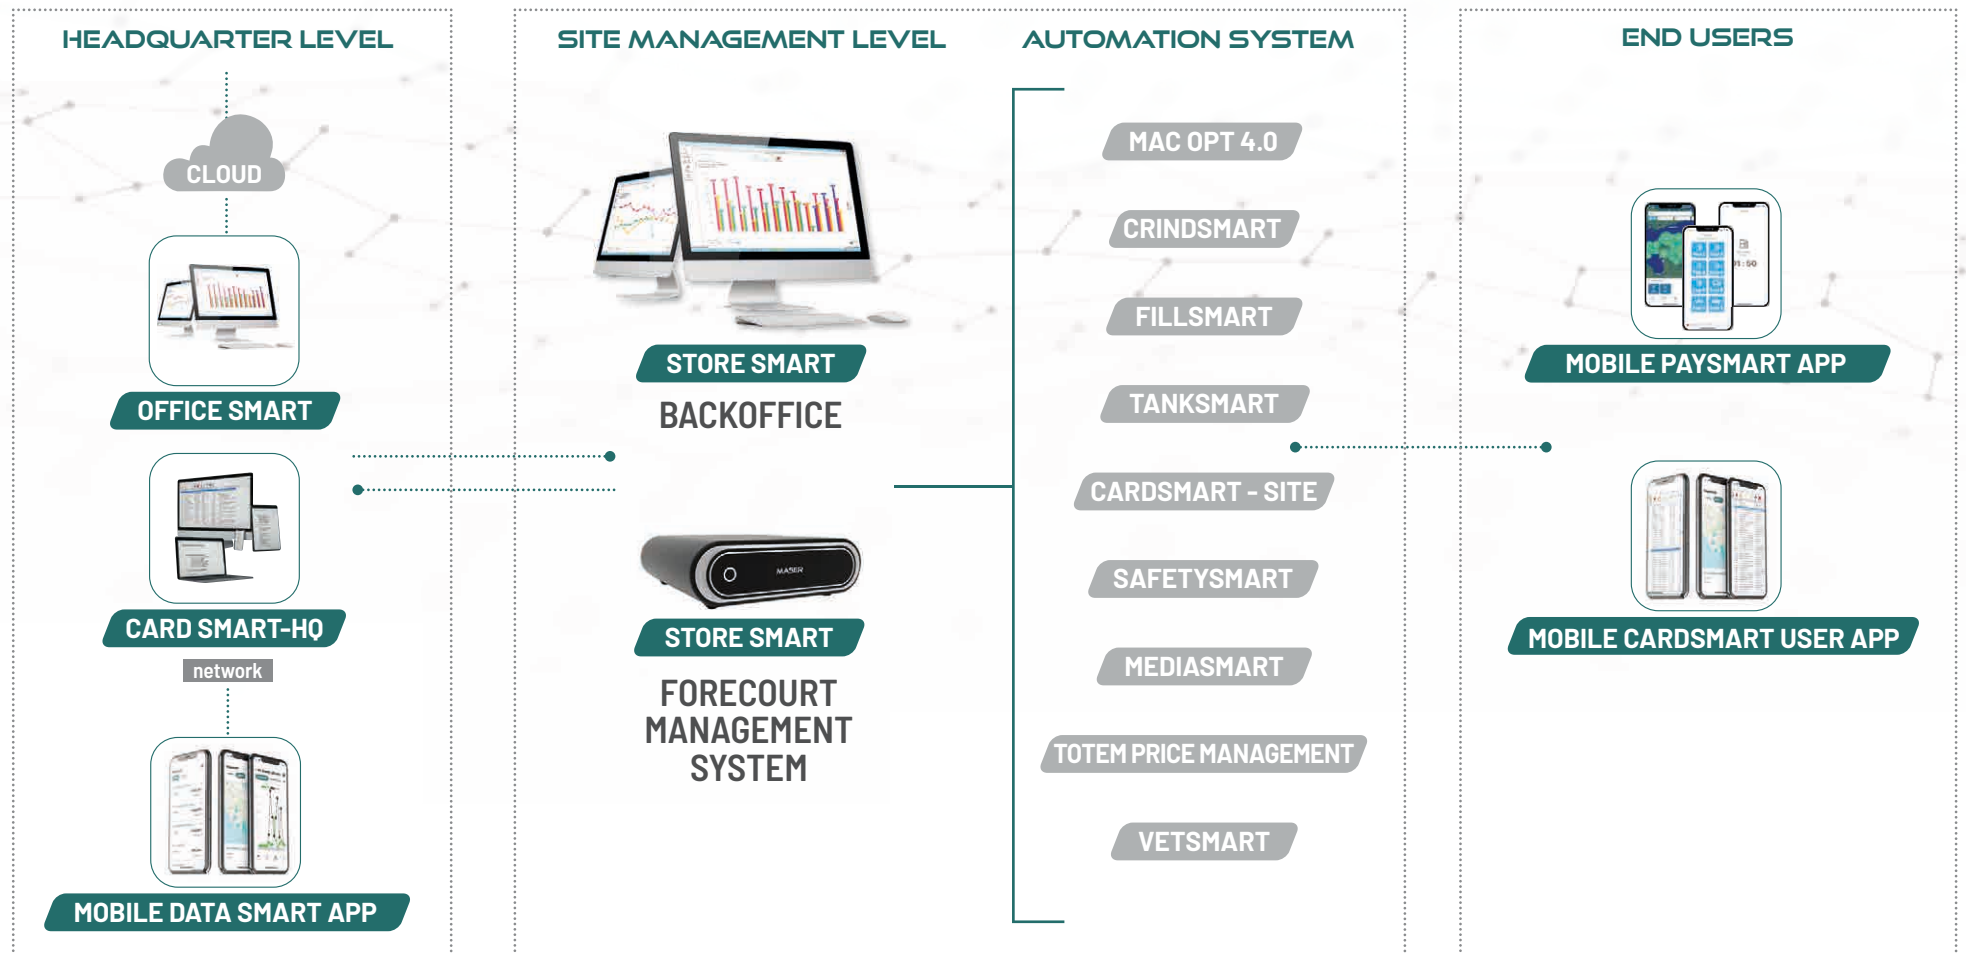 HEADQUARTER LEVEL
CLOUD
OFFICE SMART
CARD SMART-HQ
network
MOBILE DATA SMART APP
SITE MANAGEMENT LEVEL
STORE SMART
BACKOFFICE
MASER
STORE SMART
FORECOURT
MANAGEMENT
SYSTEM
AUTOMATION SYSTEM
MAC OPT 4.0
CRINDSMART
FILLSMART
TANKSMART
CARDSMART - SITE
SAFETYSMART
MEDIASMART
TOTEM PRICE MANAGEMENT
VETSMART
END USERS
MOBILE PAYSMART APP
MOBILE CARDSMART USER APP